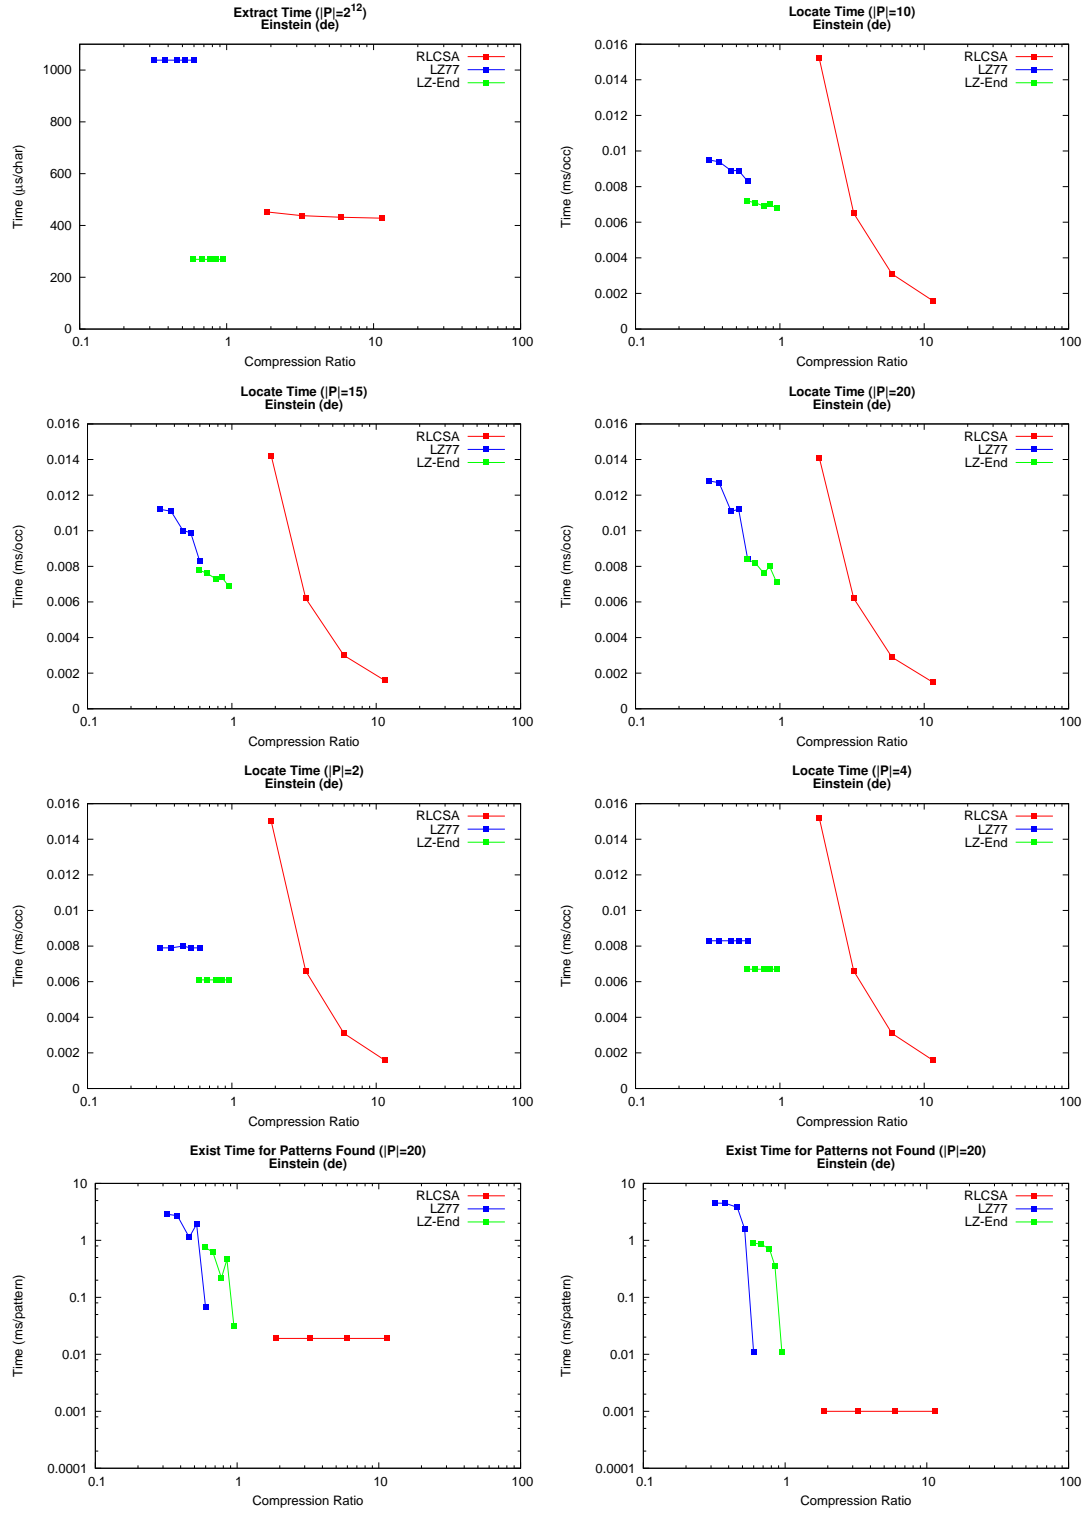 Extract Time (|P|=2^12)
Einstein (de)
Time (µs/char)
1000
800
600
400
200
0
0.1 1 10 100
Compression Ratio
RLCSA
LZ77
LZ-End
Locate Time (|P|=10)
Einstein (de)
Time (ms/occ)
0.016
0.014
0.012
0.01
0.008
0.006
0.004
0.002
0
0.1 1 10 100
Compression Ratio
RLCSA
LZ77
LZ-End
Locate Time (|P|=15)
Einstein (de)
Time (ms/occ)
0.016
0.014
0.012
0.01
0.008
0.006
0.004
0.002
0
0.1 1 10 100
Compression Ratio
RLCSA
LZ77
LZ-End
Locate Time (|P|=20)
Einstein (de)
Time (ms/occ)
0.016
0.014
0.012
0.01
0.008
0.006
0.004
0.002
0
0.1 1 10 100
Compression Ratio
RLCSA
LZ77
LZ-End
Locate Time (|P|=2)
Einstein (de)
Time (ms/occ)
0.016
0.014
0.012
0.01
0.008
0.006
0.004
0.002
0
0.1 1 10 100
Compression Ratio
RLCSA
LZ77
LZ-End
Locate Time (|P|=4)
Einstein (de)
Time (ms/occ)
0.016
0.014
0.012
0.01
0.008
0.006
0.004
0.002
0
0.1 1 10 100
Compression Ratio
RLCSA
LZ77
LZ-End
Exist Time for Patterns Found (|P|=20)
Einstein (de)
Time (ms/pattern)
10
1
0.1
0.01
0.001
0.0001
0.1 1 10 100
Compression Ratio
RLCSA
LZ77
LZ-End
Exist Time for Patterns not Found (|P|=20)
Einstein (de)
Time (ms/pattern)
10
1
0.1
0.01
0.001
0.0001
0.1 1 10 100
Compression Ratio
RLCSA
LZ77
LZ-End